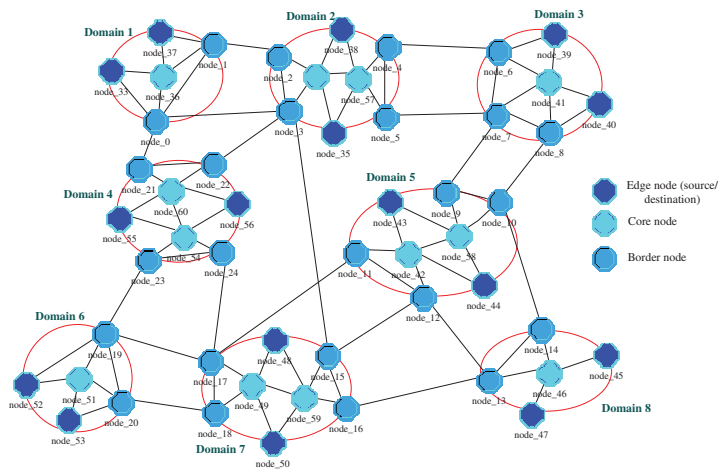 Domain 1
Domain 2
Domain 3
node_37
node_38
node_39
node_1
node_2
node_4
node_6
node_33
node_36
node_57
node_41
node_40
node_0
node_3
node_5
node_7
node_8
node_35
Domain 4
node_21
node_22
node_60
node_56
node_55
node_54
node_23
node_24
Domain 5
node_9
node_10
node_43
node_58
node_11
node_42
node_44
node_12
Edge node (source/
destination)
Core node
Border node
Domain 6
node_19
node_51
node_52
node_20
node_53
node_48
node_15
node_17
node_49
node_59
node_18
node_16
node_50
Domain 7
node_14
node_45
node_13
node_46
node_47
Domain 8